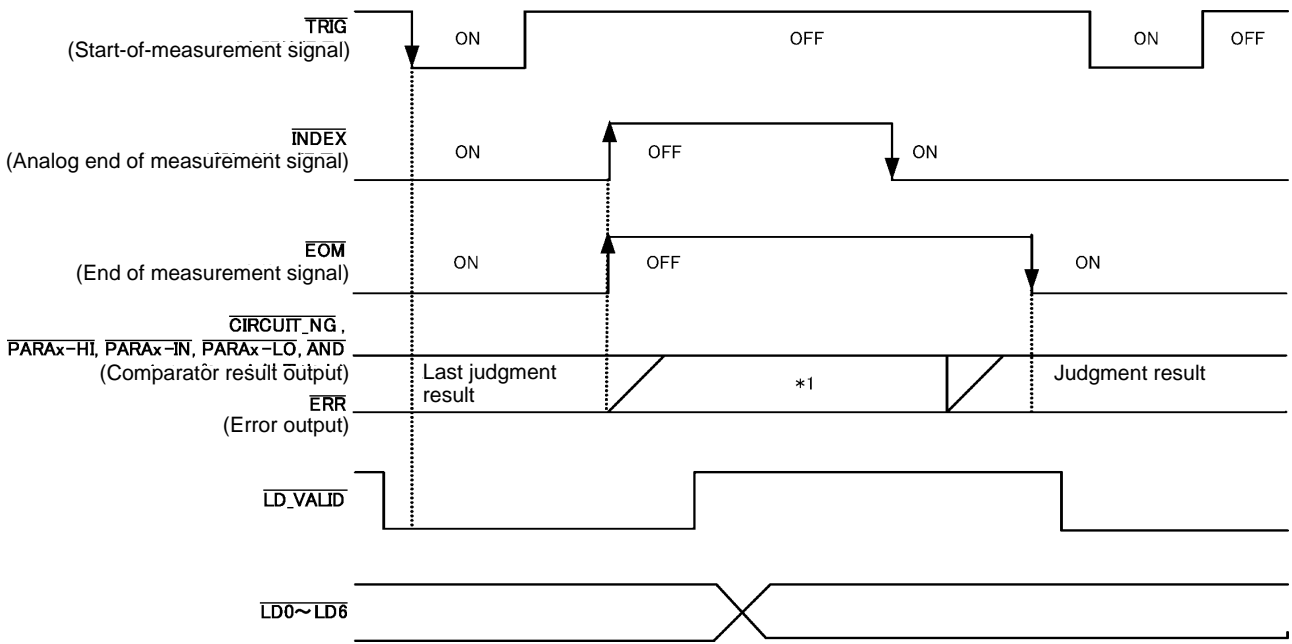 TRIG
(Start-of-measurement signal)
ON
OFF
ON
OFF
INDEX
(Analog end of measurement signal)
ON
OFF
ON
EOM
(End of measurement signal)
ON
OFF
ON
CIRCUIT_NG ,
PARAx-HI, PARAx-IN, PARAx-LO, AND
(Comparator result output)
Last judgment
result
*1
Judgment result
ERR
(Error output)
LD_VALID
LD0～LD6